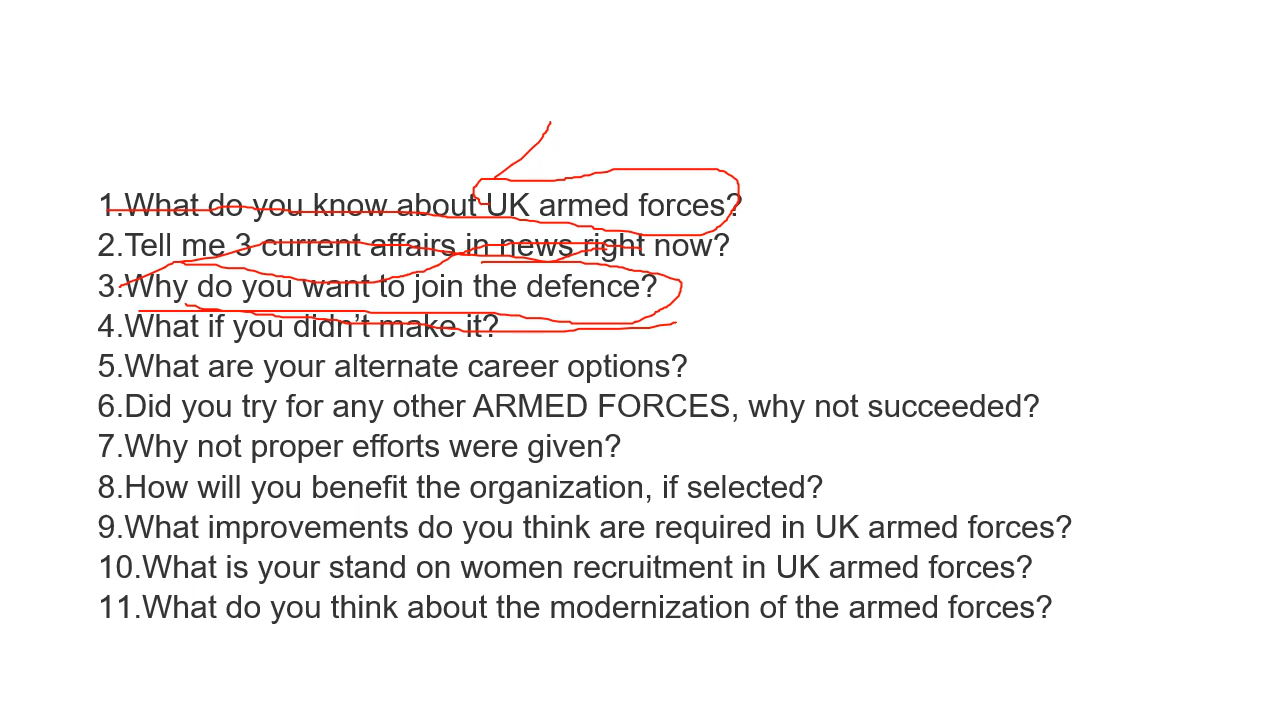 1.What do you know about UK armed forces?
2.Tell me 3 current affairs in news right now?
3.Why do you want to join the defence?
4.What if you didn’t make it?
5.What are your alternate career options?
6.Did you try for any other ARMED FORCES, why not succeeded?
7.Why not proper efforts were given?
8.How will you benefit the organization, if selected?
9.What improvements do you think are required in UK armed forces?
10.What is your stand on women recruitment in UK armed forces?
11.What do you think about the modernization of the armed forces?